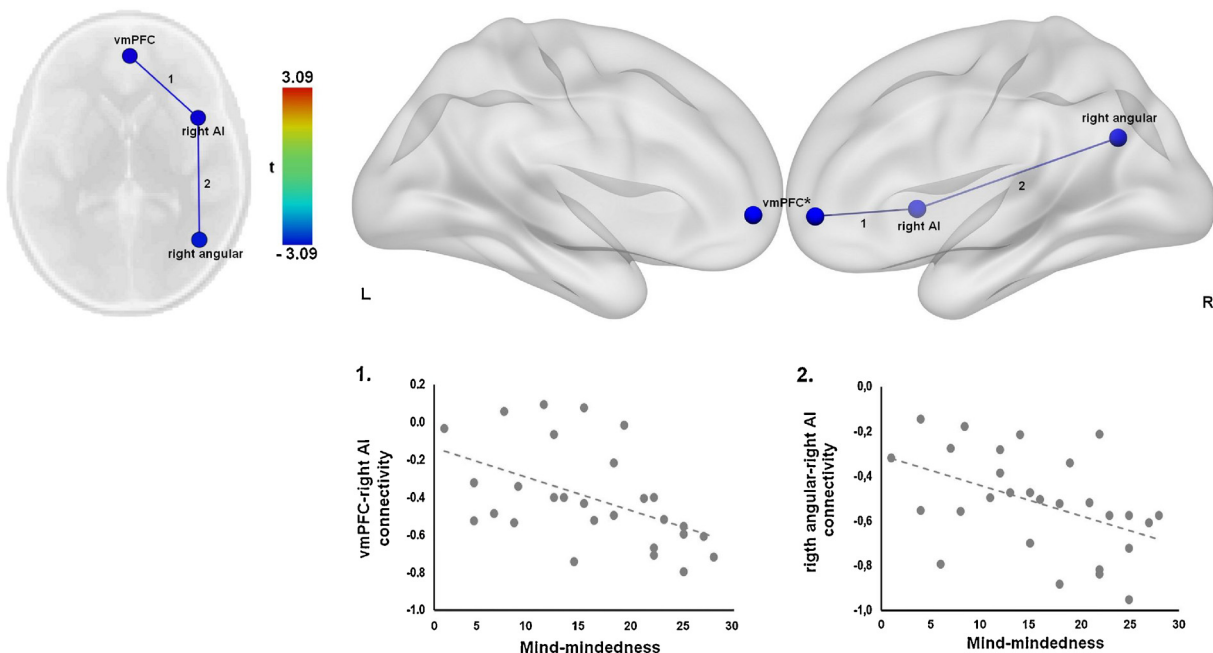 vmPFC
1
right AI
2
right angular
3.09
t
- 3.09
right angular
vmPFC*
2
1
right AI
L
R
1.
0.2
0.0
-0.2
-0.4
-0.6
-0.8
-1.0
vmPFC-right AI
connectivity
0 5 10 15 20 25 30
Mind-mindedness
2.
0,0
-0,2
-0,4
-0,6
-0,8
-1,0
rigth angular-right AI
connectivity
0 5 10 15 20 25 30
Mind-mindedness